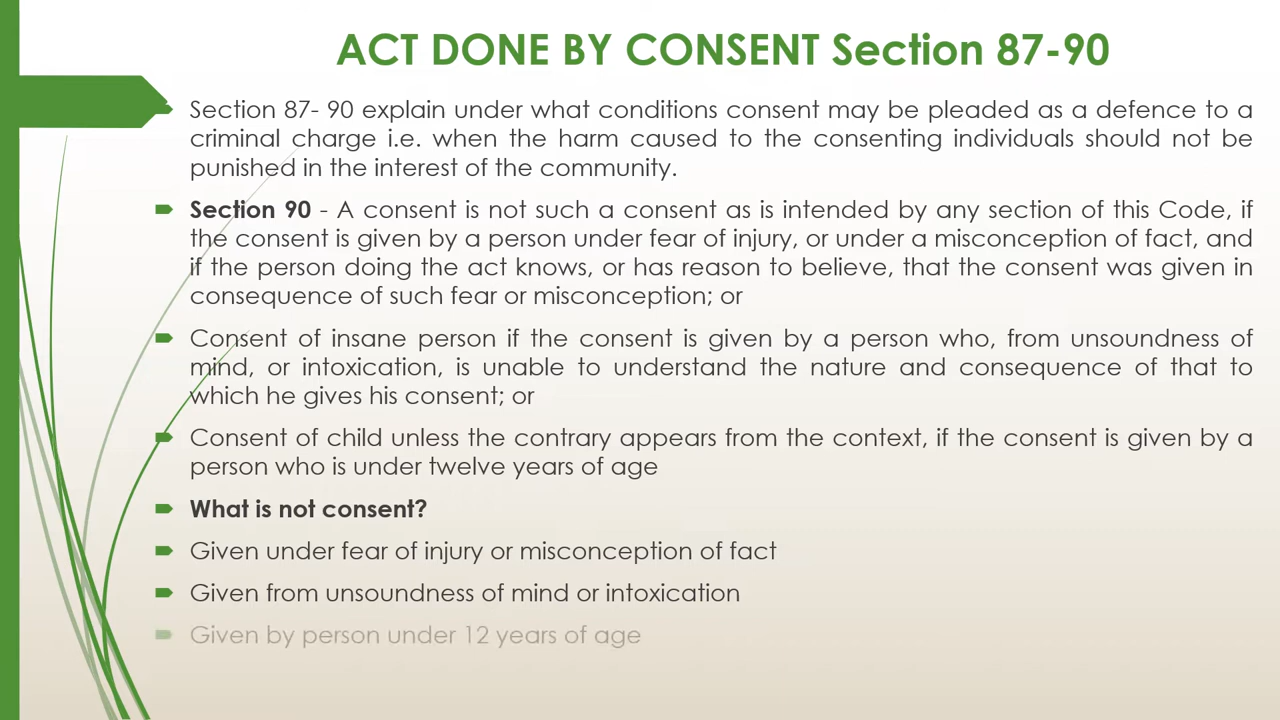 ACT DONE BY CONSENT Section 87-90
Section 87- 90 explain under what conditions consent may be pleaded as a defence to a
criminal charge i.e. when the harm caused to the consenting individuals should not be
punished in the interest of the community.
Section 90 - A consent is not such a consent as is intended by any section of this Code, if
the consent is given by a person under fear of injury, or under a misconception of fact, and
if the person doing the act knows, or has reason to believe, that the consent was given in
consequence of such fear or misconception; or
Consent of insane person if the consent is given by a person who, from unsoundness of
mind, or intoxication, is unable to understand the nature and consequence of that to
which he gives his consent; or
Consent of child unless the contrary appears from the context, if the consent is given by a
person who is under twelve years of age
What is not consent?
Given under fear of injury or misconception of fact
Given from unsoundness of mind or intoxication
Given by person under 12 years of age